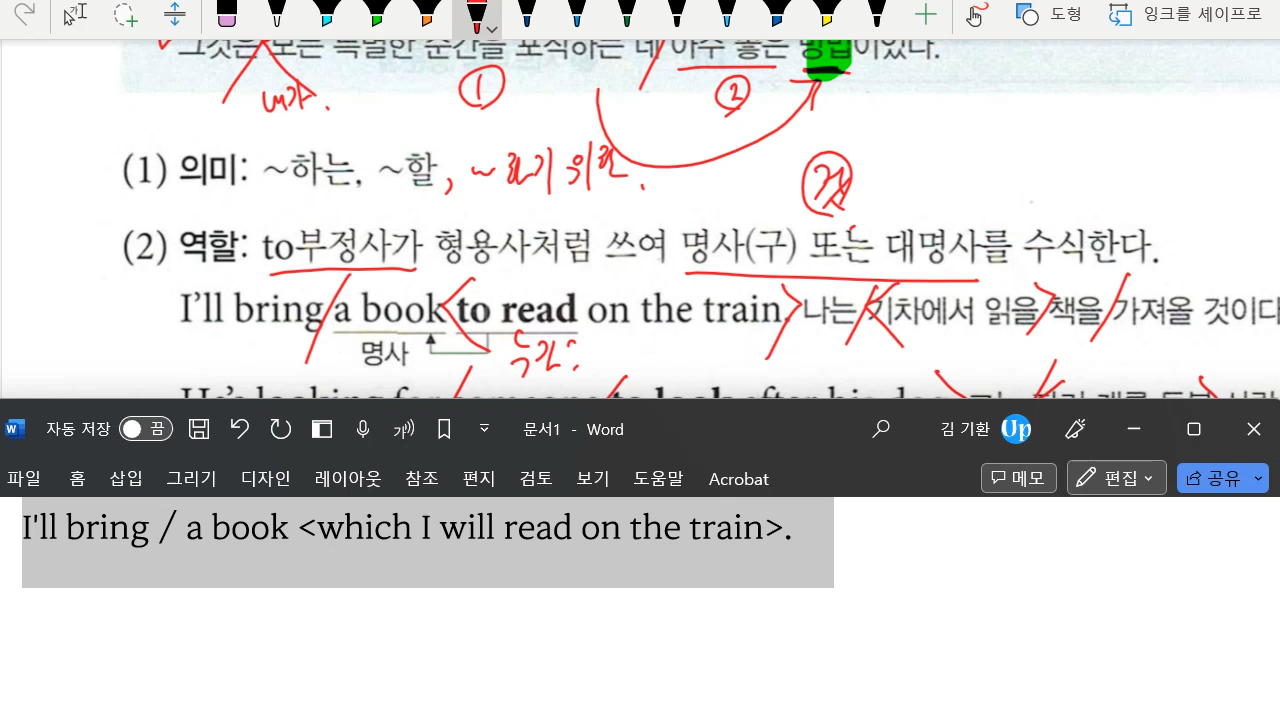 도형 잉크를 셰이프로
그것은 모든 특별한 순간을 포착하는 데 아주 좋은 방법이었다.
내가. ① ②
(1) 의미: ~하는, ~할, ~하기 위한.
것
(2) 역할: to부정사가 형용사처럼 쓰여 명사(구) 또는 대명사를 수식한다.
I'll bring / a book < to read on the train. > 나는 < 기차에서 읽을 > 책을 / 가져올 것이다
명사
자동 저장 끔 가 문서1 - Word 김 기환 Up
파일 홈 삽입 그리기 디자인 레이아웃 참조 편지 검토 보기 도움말 Acrobat 메모 편집 공유
I'll bring / a book <which I will read on the train>.